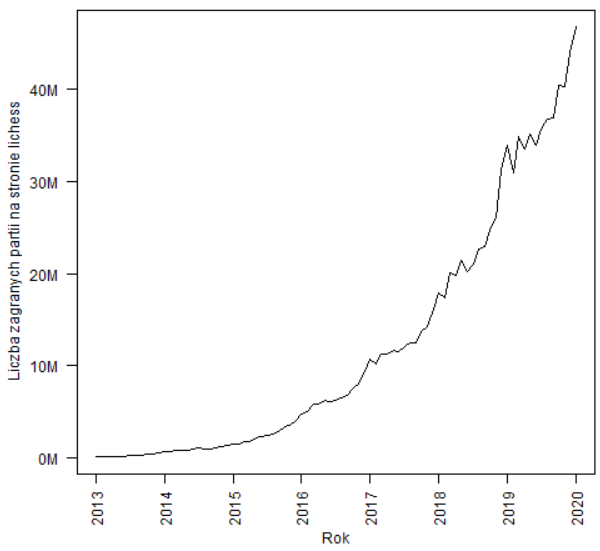 Liczba zagranych partii na stronie lichess
40M
30M
20M
10M
0M
2013
2014
2015
2016
2017
2018
2019
2020
Rok